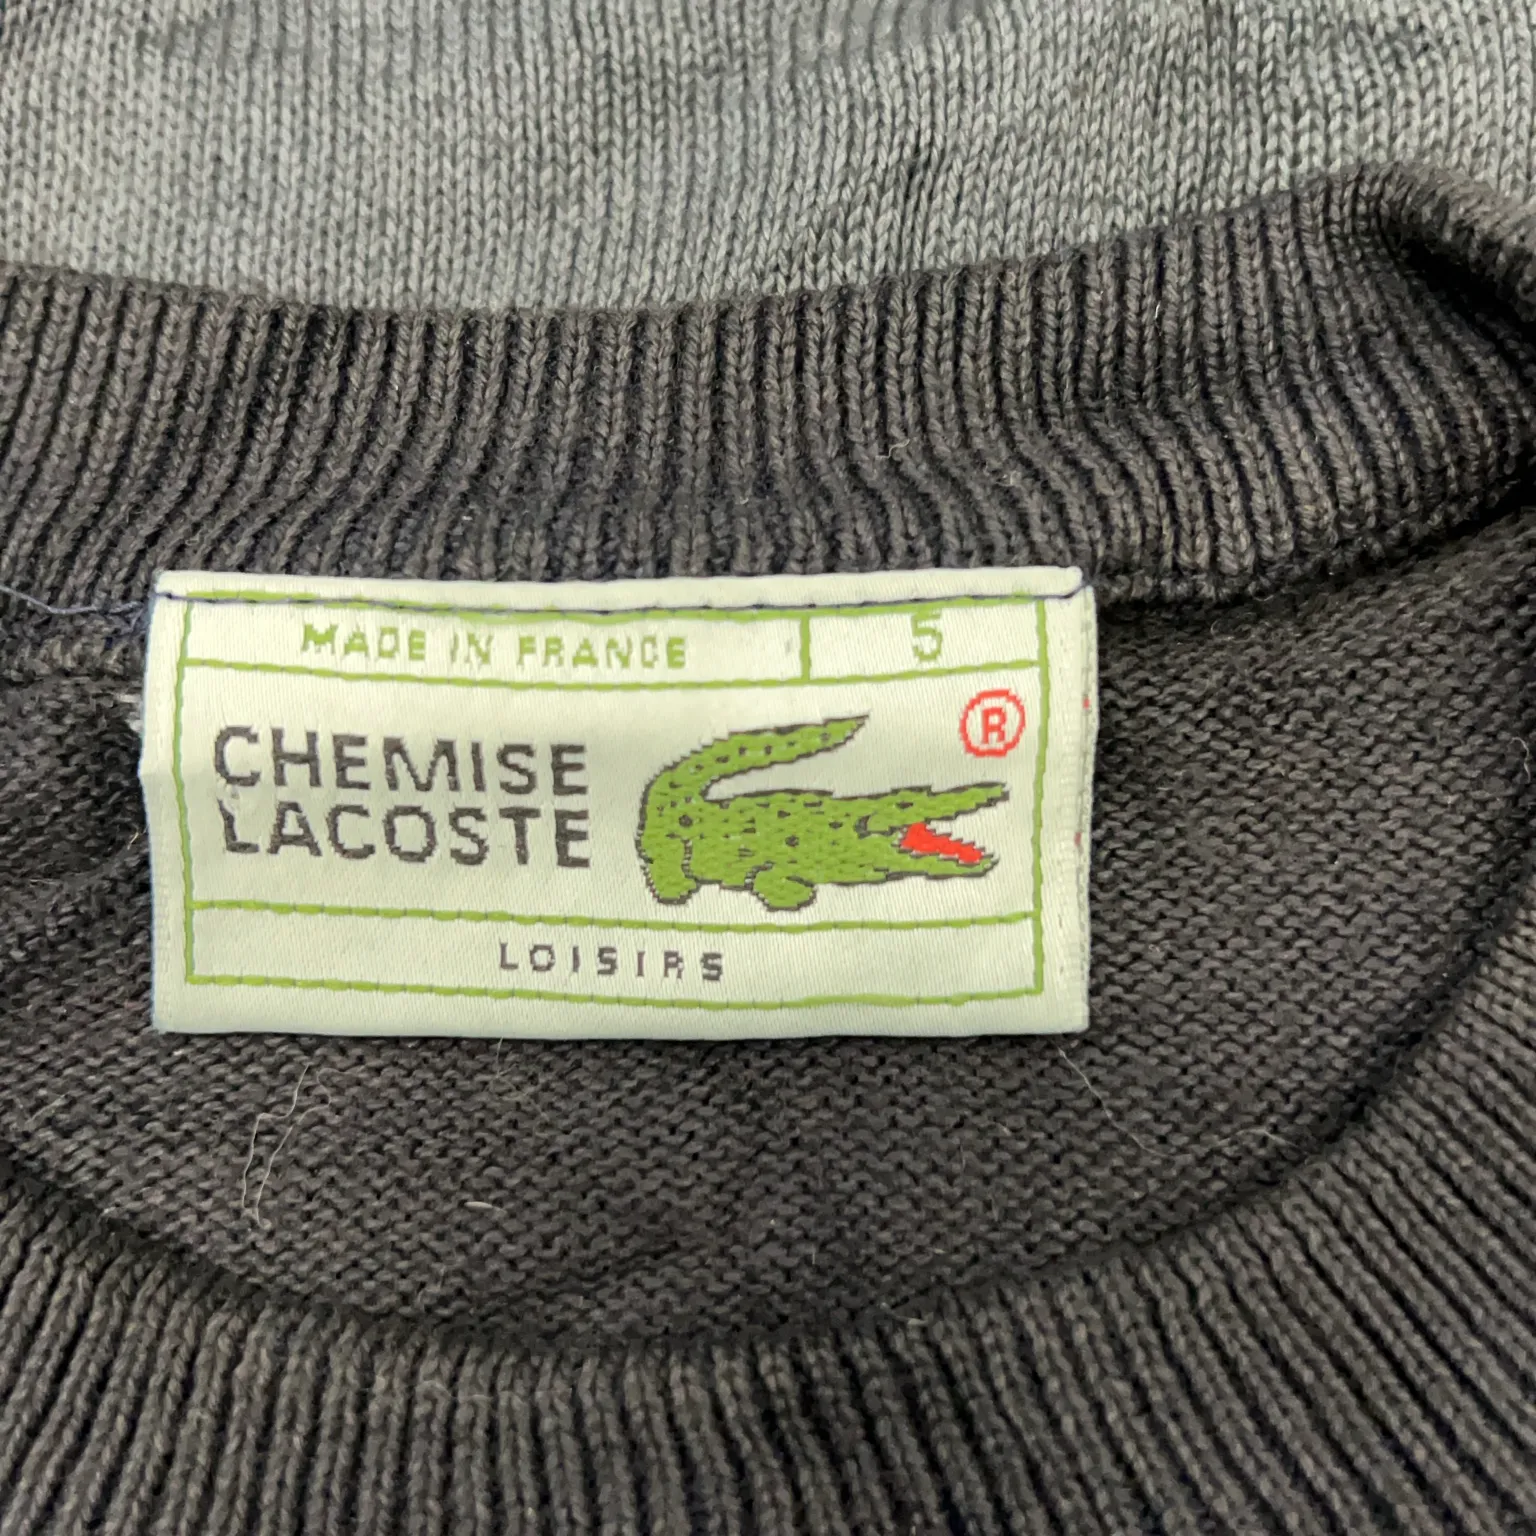 MADE IN FRANCE 5
®
CHEMISE
LACOSTE
LOISIRS